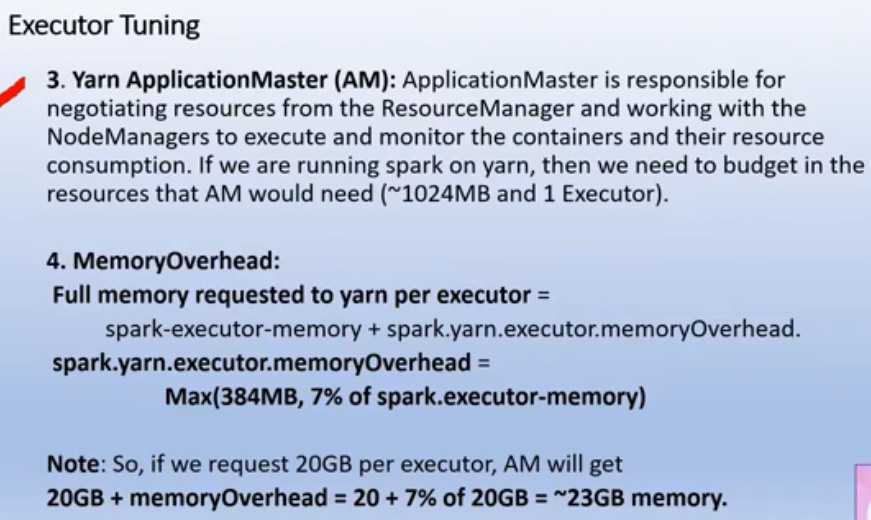 Executor Tuning
3. Yarn ApplicationMaster (AM): ApplicationMaster is responsible for
negotiating resources from the ResourceManager and working with the
NodeManagers to execute and monitor the containers and their resource
consumption. If we are running spark on yarn, then we need to budget in the
resources that AM would need (~1024MB and 1 Executor).
4. MemoryOverhead:
Full memory requested to yarn per executor =
spark-executor-memory + spark.yarn.executor.memoryOverhead.
spark.yarn.executor.memoryOverhead =
Max(384MB, 7% of spark.executor-memory)
Note: So, if we request 20GB per executor, AM will get
20GB + memoryOverhead = 20 + 7% of 20GB = ~23GB memory.